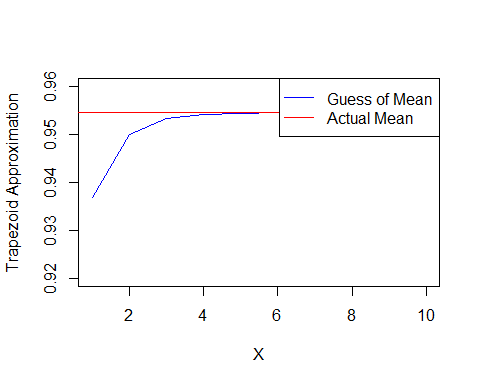 Trapezoid Approximation
0.96
0.95
0.94
0.93
0.92
Guess of Mean
Actual Mean
2
4
6
8
10
X